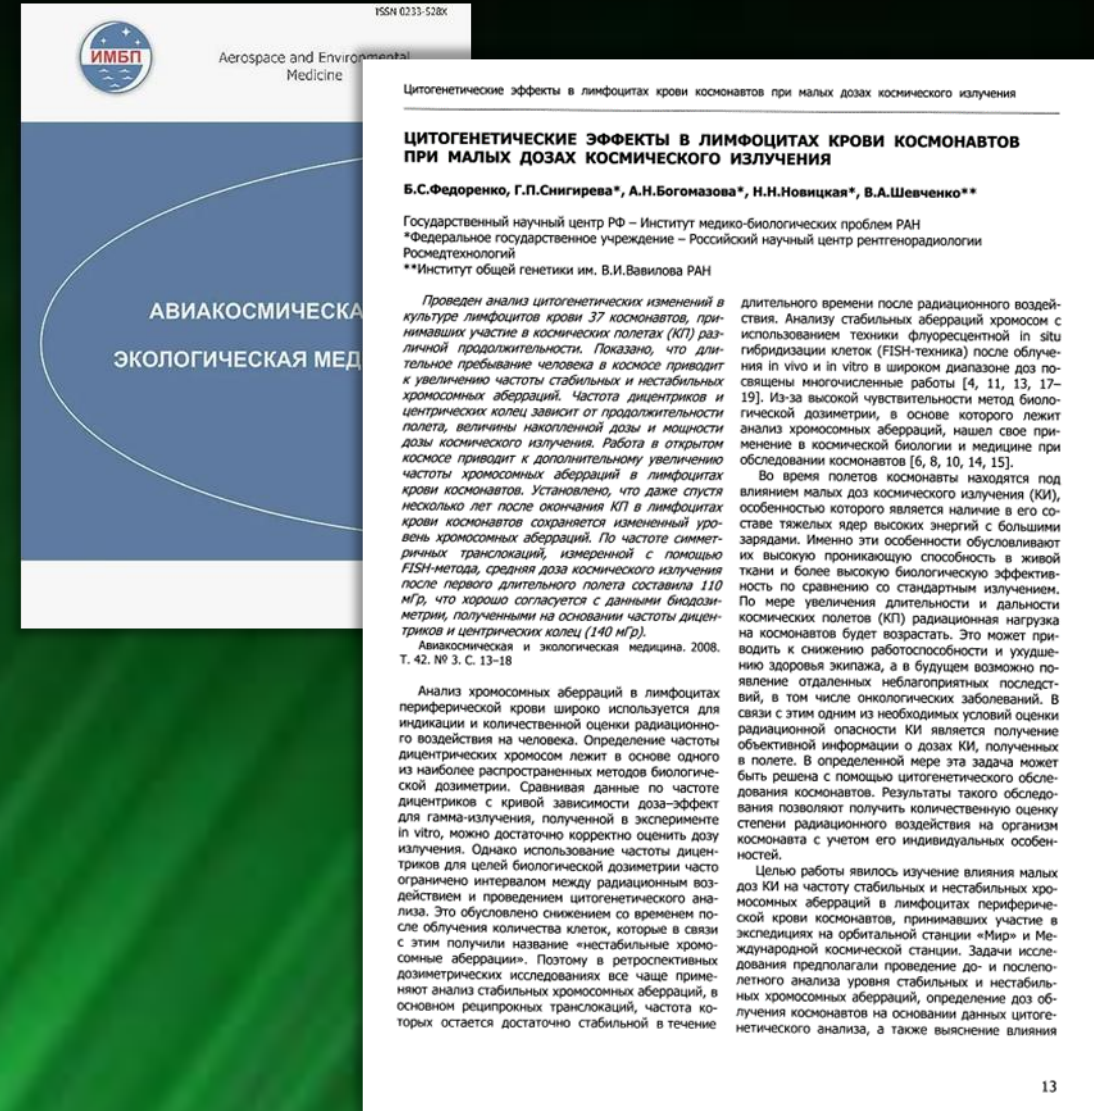 ISSN 0233-528X
ИМБП
Aerospace and Environmental
Medicine
АВИАКОСМИЧЕСКА
ЭКОЛОГИЧЕСКАЯ МЕД
Цитогенетические эффекты в лимфоцитах крови космонавтов при малых дозах космического излучения
ЦИТОГЕНЕТИЧЕСКИЕ ЭФФЕКТЫ В ЛИМФОЦИТАХ КРОВИ КОСМОНАВТОВ
ПРИ МАЛЫХ ДОЗАХ КОСМИЧЕСКОГО ИЗЛУЧЕНИЯ
Б.С.Федоренко, Г.П.Снигирева*, А.Н.Богомазова*, Н.Н.Новицкая*, В.А.Шевченко**
Государственный научный центр РФ – Институт медико-биологических проблем РАН
*Федеральное государственное учреждение – Российский научный центр рентгенорадиологии
Росмедтехнологий
**Институт общей генетики им. В.И.Вавилова РАН
Проведен анализ цитогенетических изменений в
культуре лимфоцитов крови 37 космонавтов, при-
нимавших участие в космических полетах (КП) раз-
личной продолжительности. Показано, что дли-
тельное пребывание человека в космосе приводит
к увеличению частоты стабильных и нестабильных
хромосомных аберраций. Частота дицентриков и
центрических колец зависит от продолжительности
полета, величины накопленной дозы и мощности
дозы космического излучения. Работа в открытом
космосе приводит к дополнительному увеличению
частоты хромосомных аберраций в лимфоцитах
крови космонавтов. Установлено, что даже спустя
несколько лет после окончания КП в лимфоцитах
крови космонавтов сохраняется измененный уро-
вень хромосомных аберраций. По частоте симмет-
ричных транслокаций, измеренной с помощью
FISH-метода, средняя доза космического излучения
после первого длительного полета составила 110
мГр, что хорошо согласуется с данными биодози-
метрии, полученными на основании частоты дицен-
триков и центрических колец (140 мГр).
Авиакосмическая и экологическая медицина. 2008.
Т. 42. № 3. С. 13–18
Анализ хромосомных аберраций в лимфоцитах
периферической крови широко используется для
индикации и количественной оценки радиационно-
го воздействия на человека. Определение частоты
дицентрических хромосом лежит в основе одного
из наиболее распространенных методов биологиче-
ской дозиметрии. Сравнивая данные по частоте
дицентриков с кривой зависимости доза–эффект
для гамма-излучения, полученной в эксперименте
in vitro, можно достаточно корректно оценить дозу
излучения. Однако использование частоты дицен-
триков для целей биологической дозиметрии часто
ограничено интервалом между радиационным воз-
действием и проведением цитогенетического ана-
лиза. Это обусловлено снижением со временем по-
сле облучения количества клеток, которые в связи
с этим получили название «нестабильные хромо-
сомные аберрации». Поэтому в ретроспективных
дозиметрических исследованиях все чаще приме-
няют анализ стабильных хромосомных аберраций, в
основном реципрокных транслокаций, частота ко-
торых остается достаточно стабильной в течение
длительного времени после радиационного воздей-
ствия. Анализу стабильных аберраций хромосом с
использованием техники флуоресцентной in situ
гибридизации клеток (FISH-техника) после облуче-
ния in vivo и in vitro в широком диапазоне доз по-
священы многочисленные работы [4, 11, 13, 17–
19]. Из-за высокой чувствительности метод биоло-
гической дозиметрии, в основе которого лежит
анализ хромосомных аберраций, нашел свое при-
менение в космической биологии и медицине при
обследовании космонавтов [6, 8, 10, 14, 15].
Во время полетов космонавты находятся под
влиянием малых доз космического излучения (КИ),
особенностью которого является наличие в его со-
ставе тяжелых ядер высоких энергий с большими
зарядами. Именно эти особенности обусловливают
их высокую проникающую способность в живой
ткани и более высокую биологическую эффектив-
ность по сравнению со стандартным излучением.
По мере увеличения длительности и дальности
космических полетов (КП) радиационная нагрузка
на космонавтов будет возрастать. Это может при-
водить к снижению работоспособности и ухудше-
нию здоровья экипажа, а в будущем возможно по-
явление отдаленных неблагоприятных последст-
вий, в том числе онкологических заболеваний. В
связи с этим одним из необходимых условий оценки
радиационной опасности КИ является получение
объективной информации о дозах КИ, полученных
в полете. В определенной мере эта задача может
быть решена с помощью цитогенетического обсле-
дования космонавтов. Результаты такого обследо-
вания позволяют получить количественную оценку
степени радиационного воздействия на организм
космонавта с учетом его индивидуальных особен-
ностей.
Целью работы явилось изучение влияния малых
доз КИ на частоту стабильных и нестабильных хро-
мосомных аберраций в лимфоцитах перифериче-
ской крови космонавтов, принимавших участие в
экспедициях на орбитальной станции «Мир» и Ме-
ждународной космической станции. Задачи иссле-
дования предполагали проведение до- и послепо-
летного анализа уровня стабильных и нестабиль-
ных хромосомных аберраций, определение доз об-
лучения космонавтов на основании данных цитоге-
нетического анализа, а также выяснение влияния
13